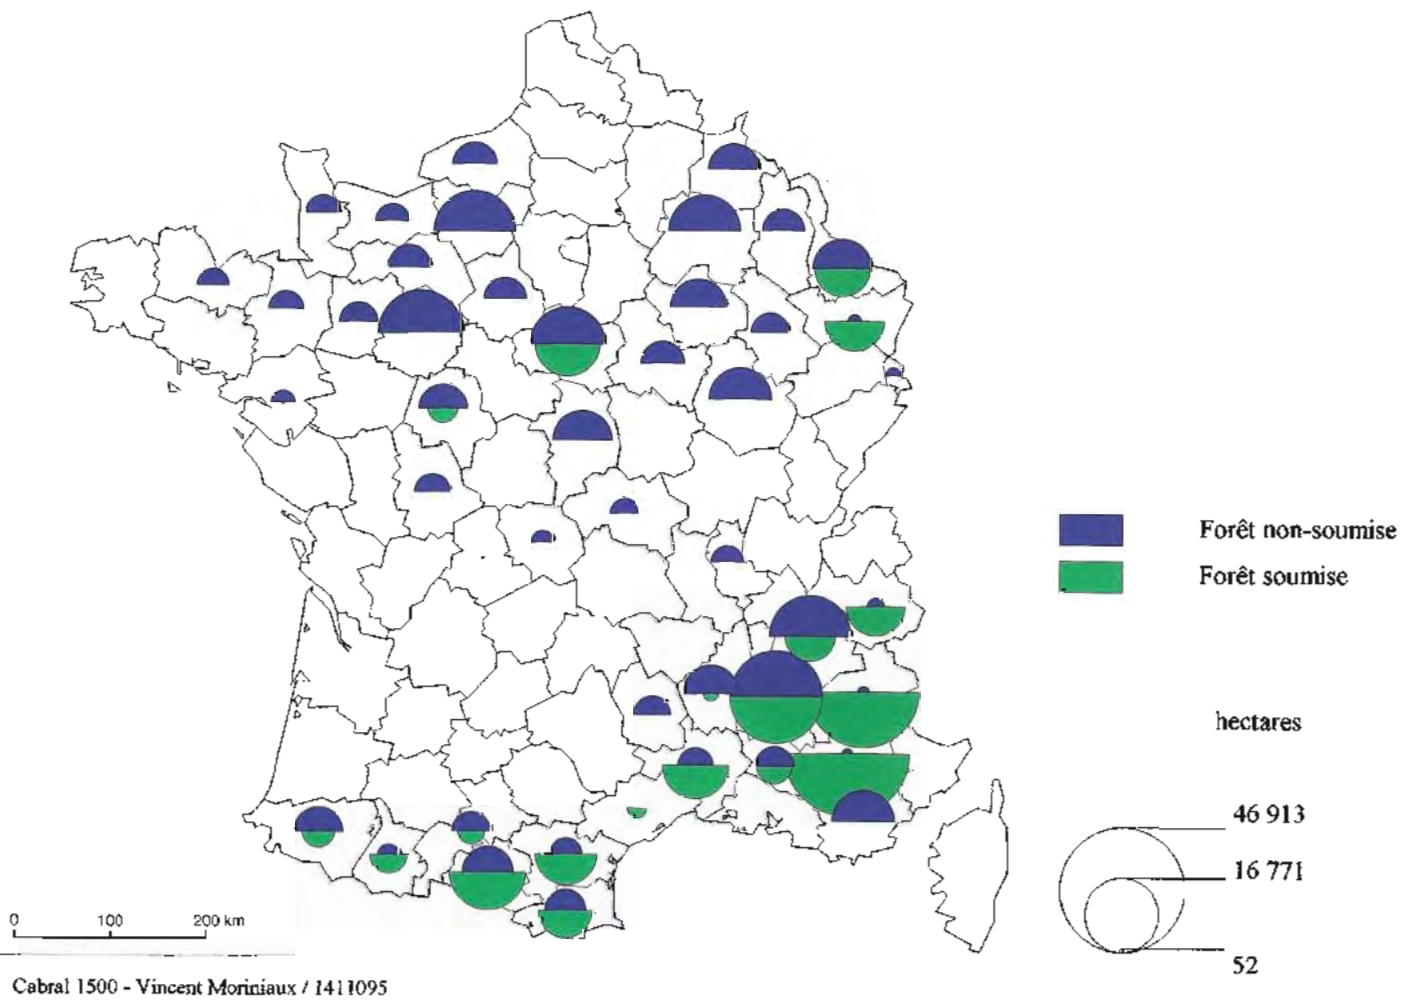 Forêt non-soumise
Forêt soumise
hectares
46 913
16 771
52
0 100 200 km
Cabral 1500 - Vincent Moriniaux / 1411095